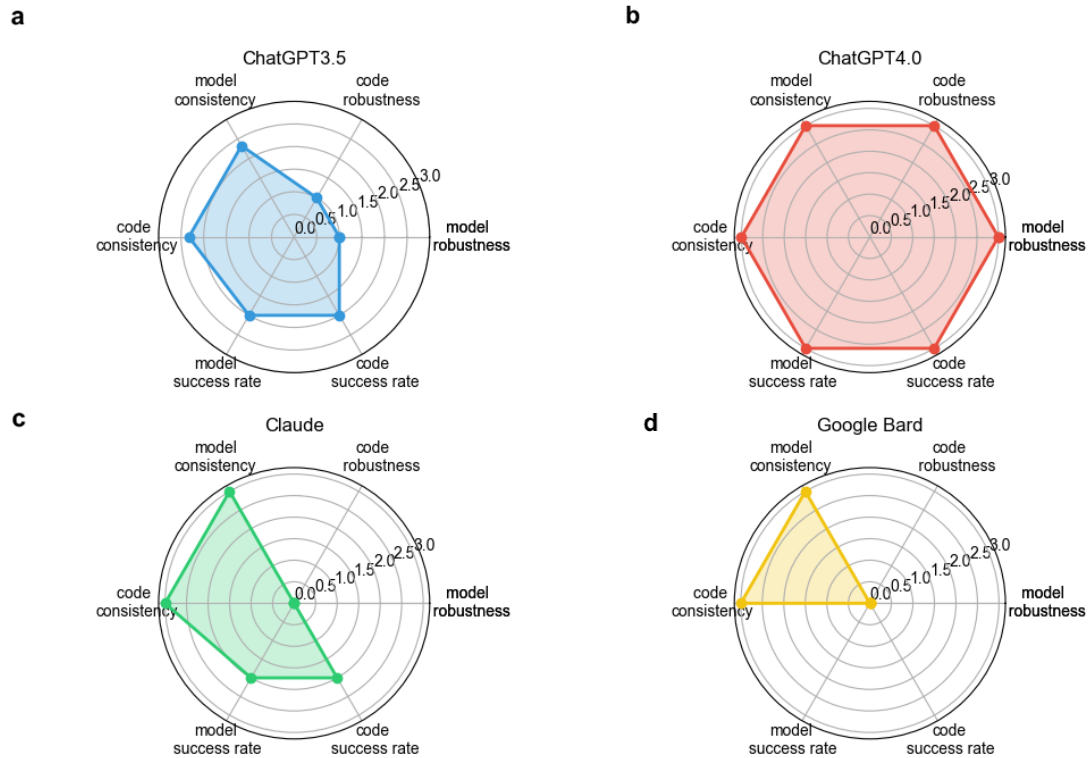 a
ChatGPT3.5
model
consistency
code
robustness
code
consistency
0.0
0.5
1.0
1.5
2.0
2.5
3.0
model
robustness
model
success rate
code
success rate
b
ChatGPT4.0
model
consistency
code
robustness
code
consistency
0.0
0.5
1.0
1.5
2.0
2.5
3.0
model
robustness
model
success rate
code
success rate
c
Claude
model
consistency
code
robustness
code
consistency
0.0
0.5
1.0
1.5
2.0
2.5
3.0
model
robustness
model
success rate
code
success rate
d
Google Bard
model
consistency
code
robustness
code
consistency
0.0
0.5
1.0
1.5
2.0
2.5
3.0
model
robustness
model
success rate
code
success rate